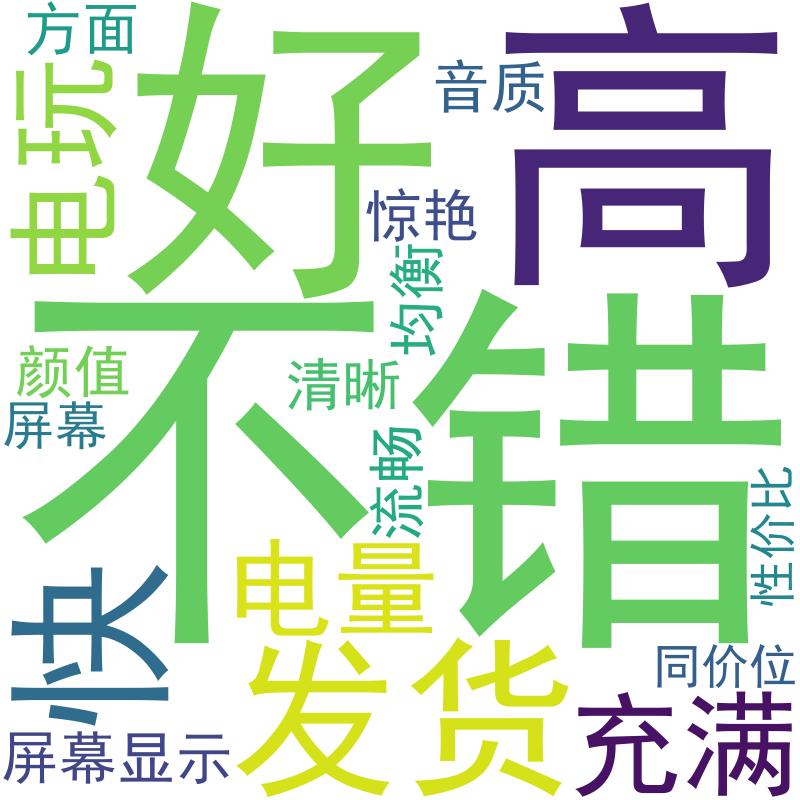 方面
好
高
音质
电玩
惊艳
均衡
不错
颜值
清晰
屏幕
流畅
性价比
电量
快
发货
同价位
充满
屏幕显示